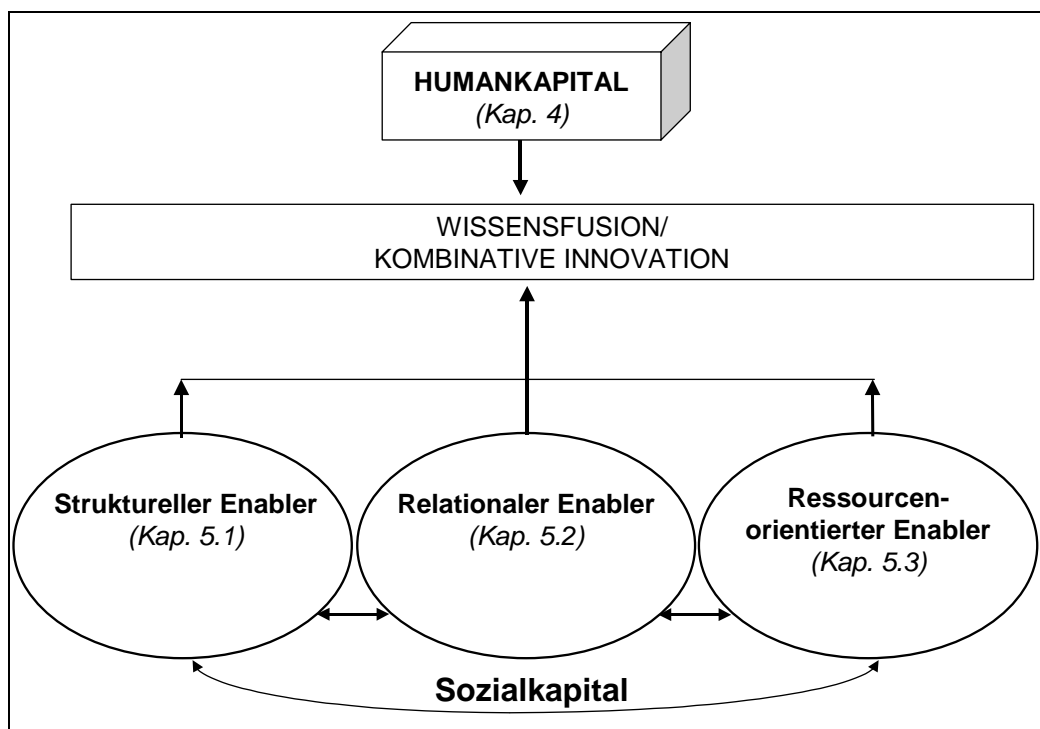 HUMANKAPITAL
(Kap. 4)
WISSENSFUSION/
KOMBINATIVE INNOVATION
Struktureller Enabler
(Kap. 5.1)
Relationaler Enabler
(Kap. 5.2)
Ressourcen-
orientierter Enabler
(Kap. 5.3)
Sozialkapital